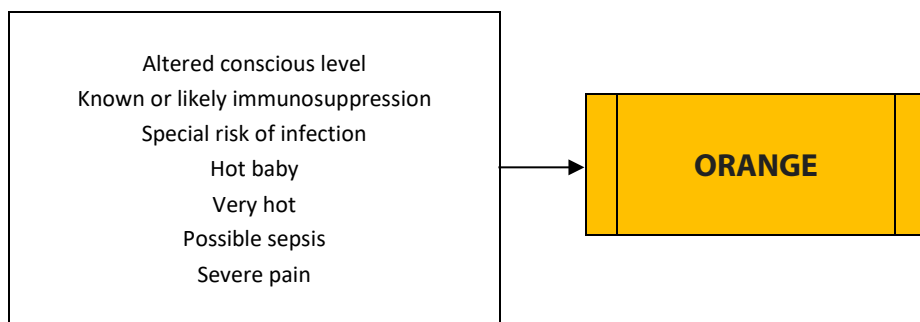 Altered conscious level
Known or likely immunosuppression
Special risk of infection
Hot baby
Very hot
Possible sepsis
Severe pain
ORANGE